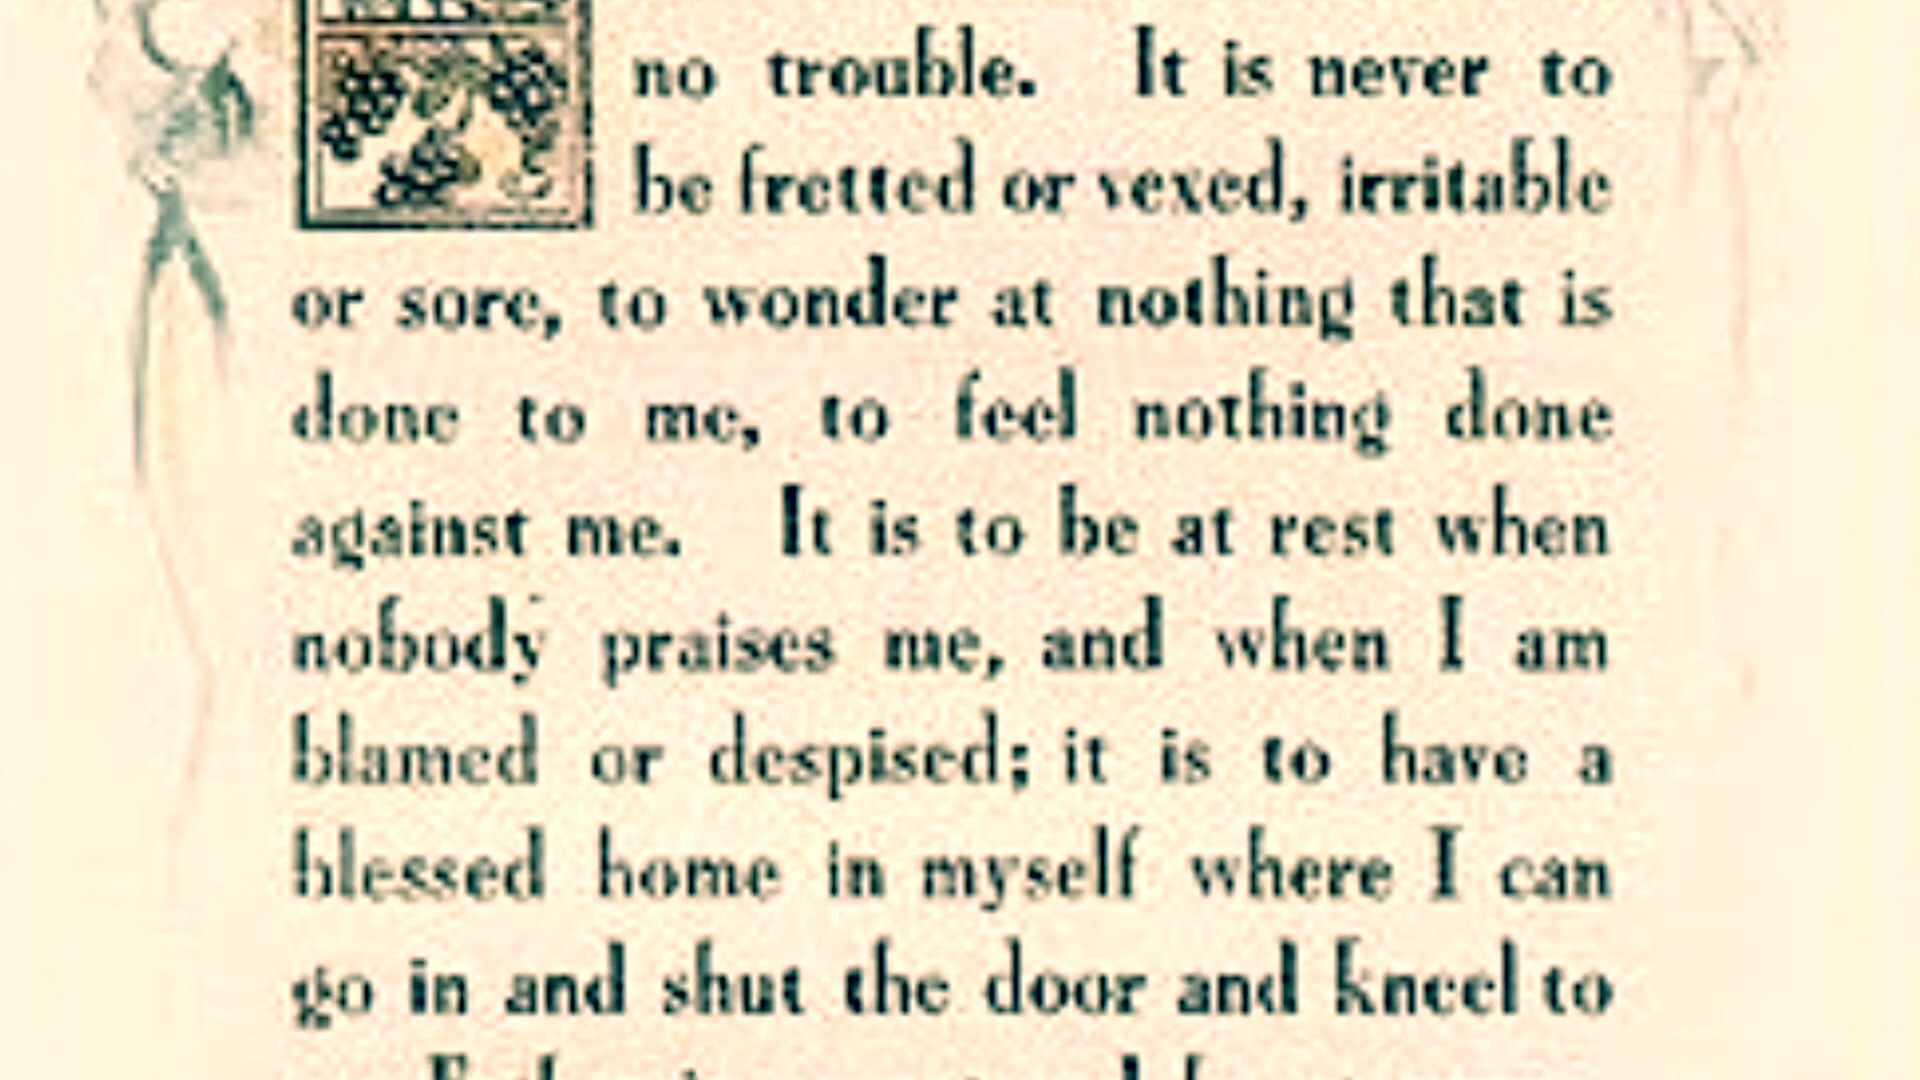 no trouble. It is never to
be fretted or vexed, irritable
or sore, to wonder at nothing that is
done to me, to feel nothing done
against me. It is to be at rest when
nobody praises me, and when I am
blamed or despised; it is to have a
blessed home in myself where I can
go in and shut the door and kneel to